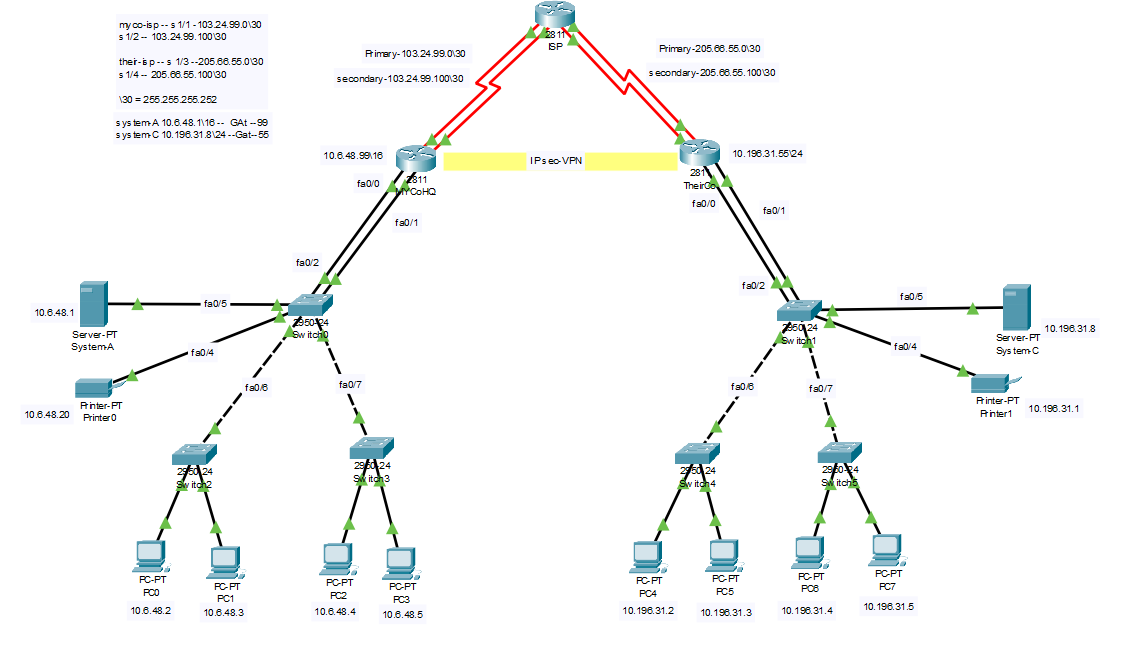 myco-isp -- s 1/1 -103.24.99.0\30
s 1/2 -- 103.24.99.100\30
their-isp -- s 1/3 --205.66.55.0\30
s 1/4 -- 205.66.55.100\30
\30 = 255.255.255.252
system-A 10.6.48.1\16 -- GAt --99
system-C 10.196.31.8\24 --Gat--55
2811
ISP
Primary-103.24.99.0\30
secondary-103.24.99.100\30
Primary-205.66.55.0\30
secondary-205.66.55.100\30
10.6.48.99\16
IPsec-VPN
10.196.31.55\24
2811
MYCoHQ
fa0/0
fa0/1
fa0/0
fa0/1
fa0/2
fa0/2
fa0/5
2950-24
Switch0
10.6.48.1
Server-PT
System-A
fa0/4
Printer-PT
Printer0
10.6.48.20
fa0/6
fa0/7
2950-24
Switch1
fa0/5
Server-PT
System-C
10.196.31.8
fa0/4
Printer-PT
Printer1
10.196.31.1
fa0/6
fa0/7
2950-24
Switch2
2950-24
Switch3
2950-24
Switch4
2950-24
Switch5
PC-PT
PC0
10.6.48.2
PC-PT
PC1
10.6.48.3
PC-PT
PC2
10.6.48.4
PC-PT
PC3
10.6.48.5
PC-PT
PC4
10.196.31.2
PC-PT
PC5
10.196.31.3
PC-PT
PC6
10.196.31.4
PC-PT
PC7
10.196.31.5